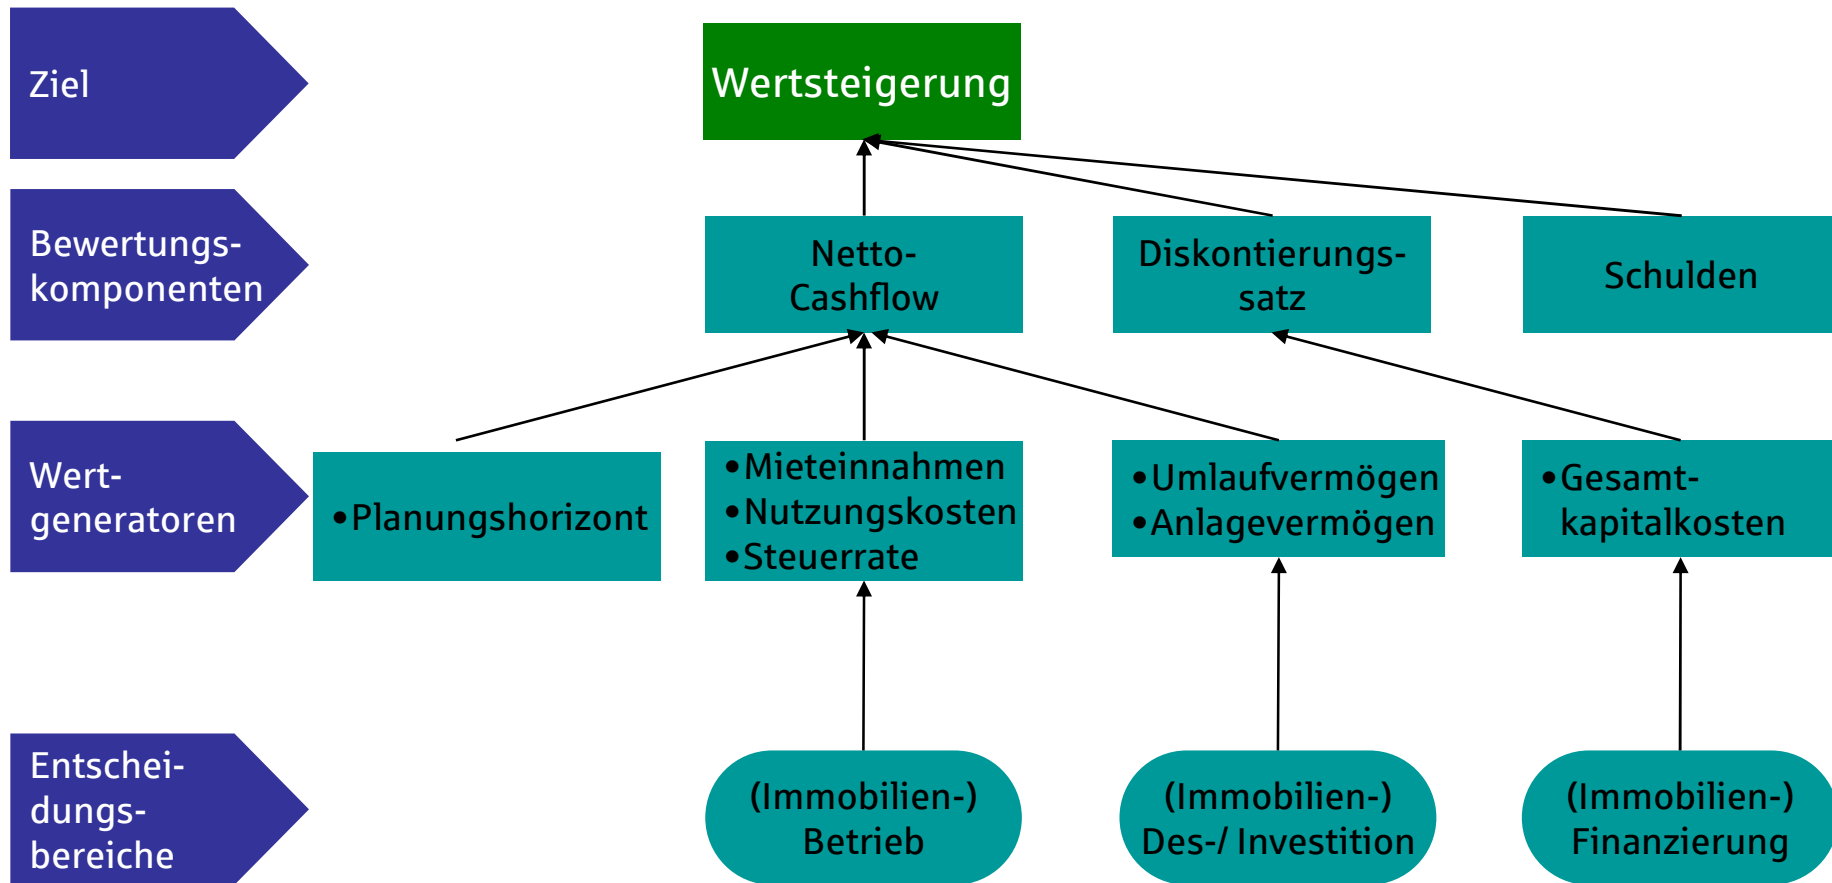 Ziel
Wertsteigerung
Bewertungs-
komponenten
Netto-
Cashflow
Diskontierungs-
satz
Schulden
Wert-
generatoren
•Planungshorizont
•Mieteinnahmen
•Nutzungskosten
•Steuerrate
•Umlaufvermögen
•Anlagevermögen
•Gesamt-
kapitalkosten
Entschei-
dungs-
bereiche
(Immobilien-)
Betrieb
(Immobilien-)
Des-/ Investition
(Immobilien-)
Finanzierung